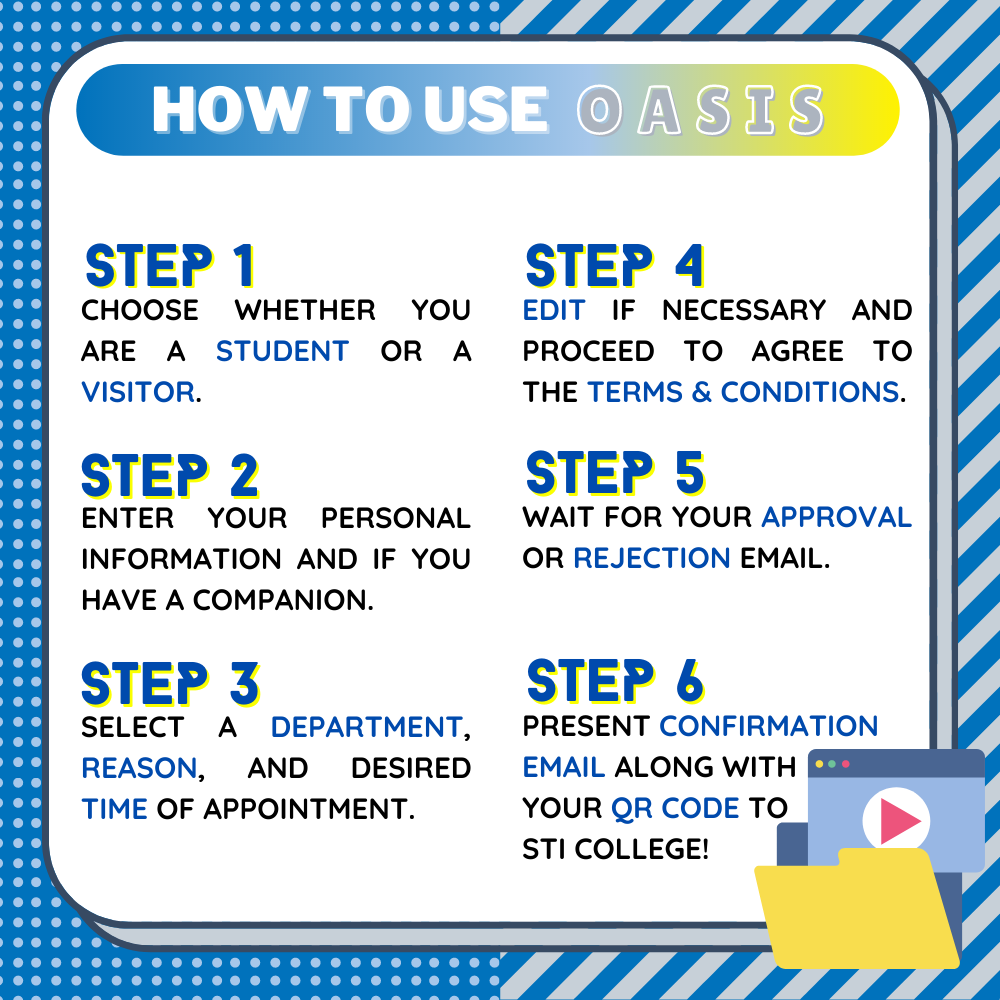 HOW TO USE OASIS
STEP 1
CHOOSE WHETHER YOU
ARE A STUDENT OR A
VISITOR.
STEP 2
ENTER YOUR PERSONAL
INFORMATION AND IF YOU
HAVE A COMPANION.
STEP 3
SELECT A DEPARTMENT,
REASON, AND DESIRED
TIME OF APPOINTMENT.
STEP 4
EDIT IF NECESSARY AND
PROCEED TO AGREE TO
THE TERMS & CONDITIONS.
STEP 5
WAIT FOR YOUR APPROVAL
OR REJECTION EMAIL.
STEP 6
PRESENT CONFIRMATION
EMAIL ALONG WITH
YOUR QR CODE TO
STI COLLEGE!